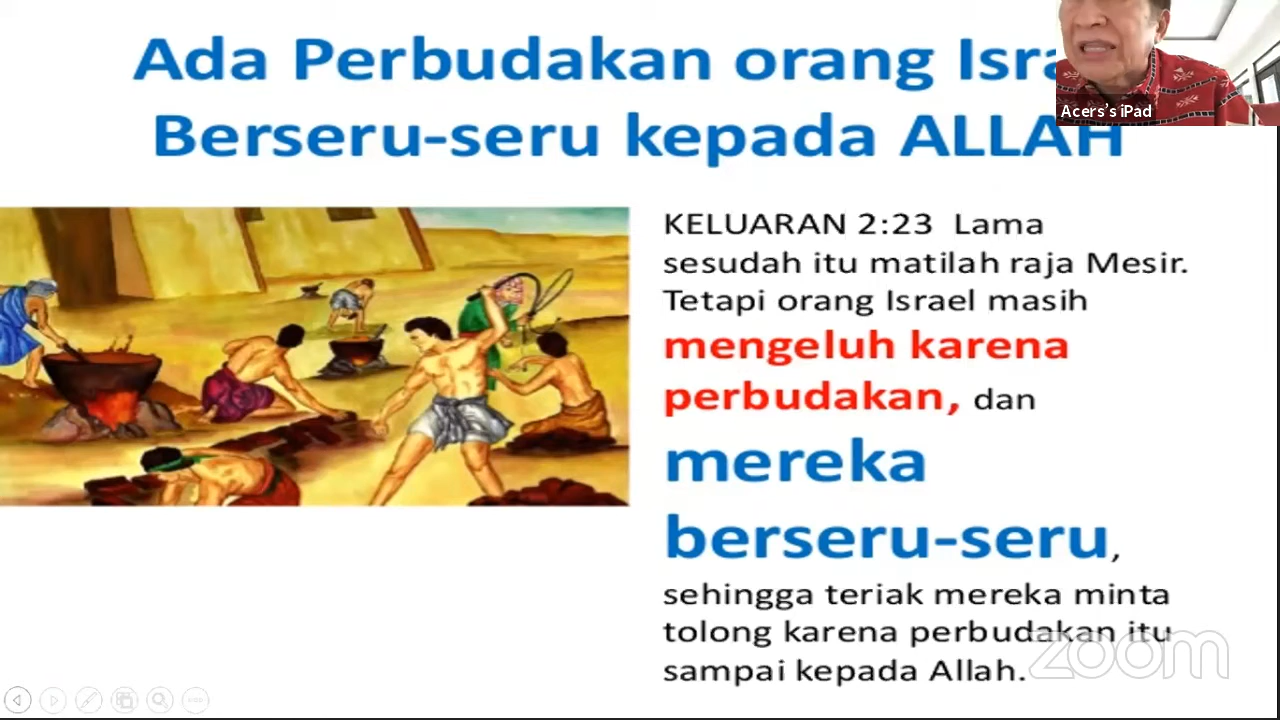 Ada Perbudakan orang Isra
Berseru-seru kepada ALLAH
Acers's iPad
KELUARAN 2:23 Lama
sesudah itu matilah raja Mesir.
Tetapi orang Israel masih
mengeluh karena
perbudakan, dan
mereka
berseru-seru,
sehingga teriak mereka minta
tolong karena perbudakan itu
sampai kepada Allah.
zoom